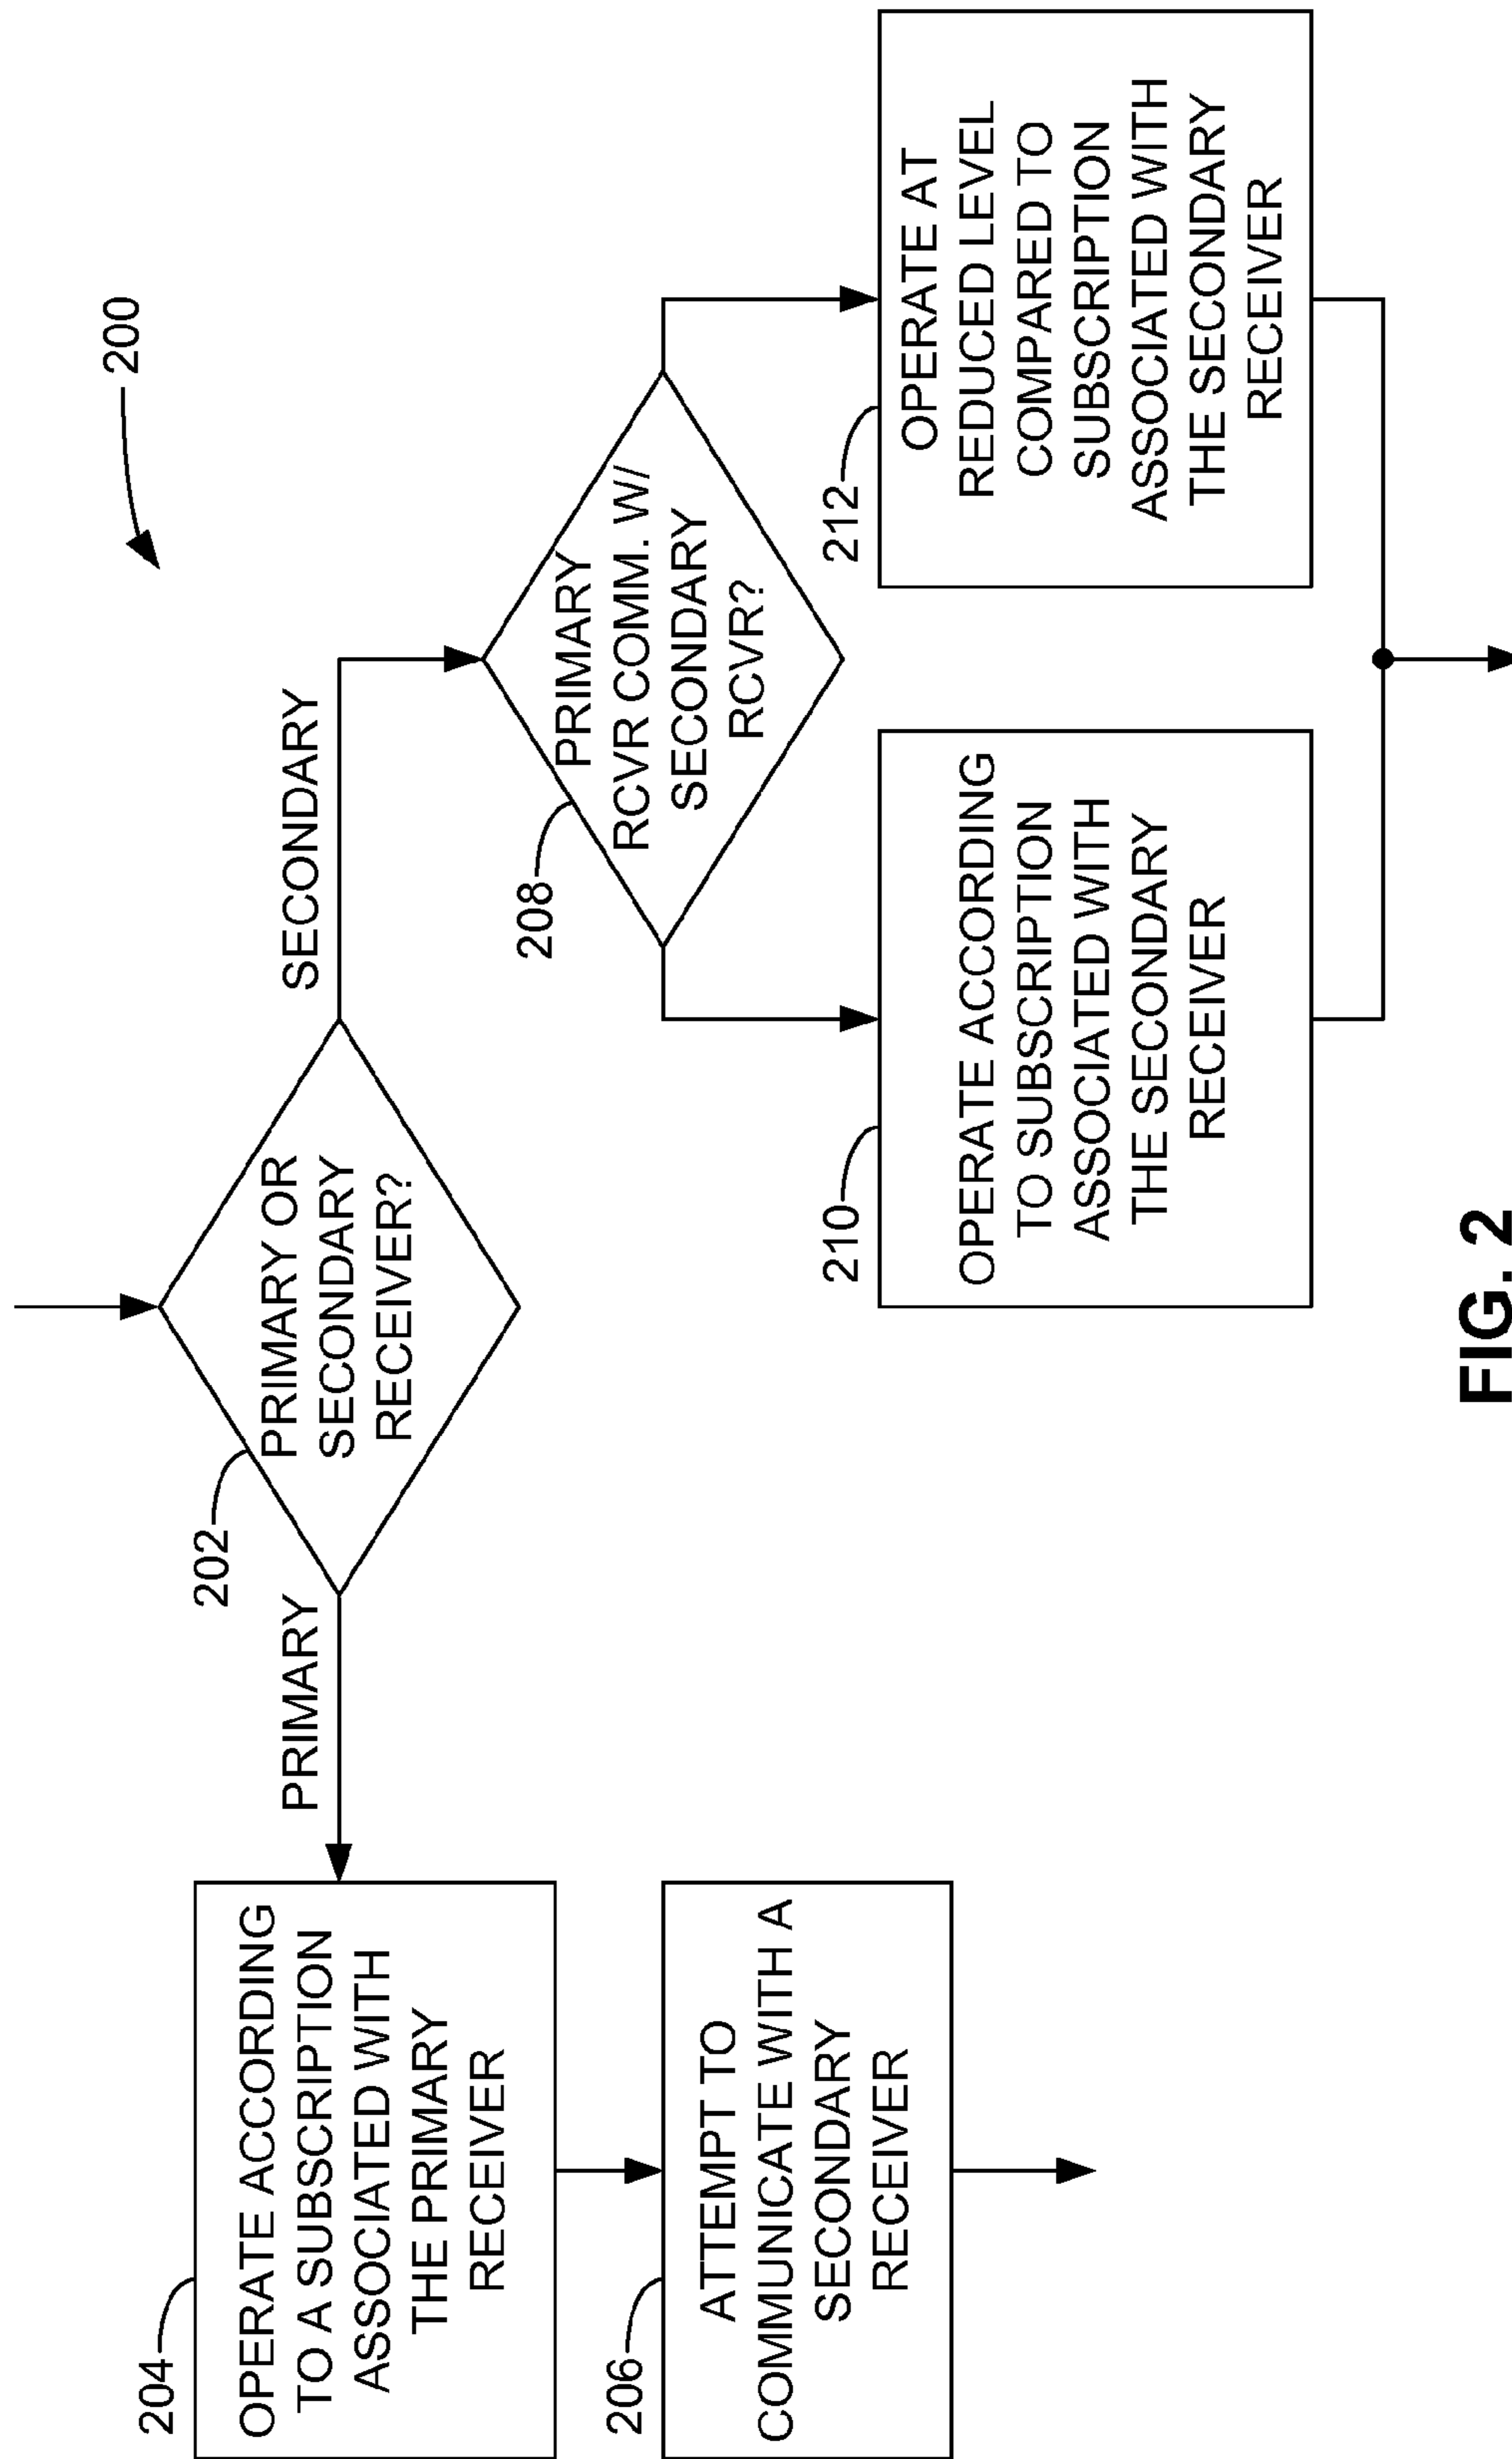 200
202
PRIMARY OR
SECONDARY
RECEIVER?
PRIMARY
SECONDARY
204
OPERATE ACCORDING
TO A SUBSCRIPTION
ASSOCIATED WITH
THE PRIMARY
RECEIVER
206
ATTEMPT TO
COMMUNICATE WITH A
SECONDARY
RECEIVER
208
PRIMARY
RCVR COMM. W/
SECONDARY
RCVR?
210
OPERATE ACCORDING
TO SUBSCRIPTION
ASSOCIATED WITH
THE SECONDARY
RECEIVER
212
OPERATE AT
REDUCED LEVEL
COMPARED TO
SUBSCRIPTION
ASSOCIATED WITH
THE SECONDARY
RECEIVER
FIG. 2